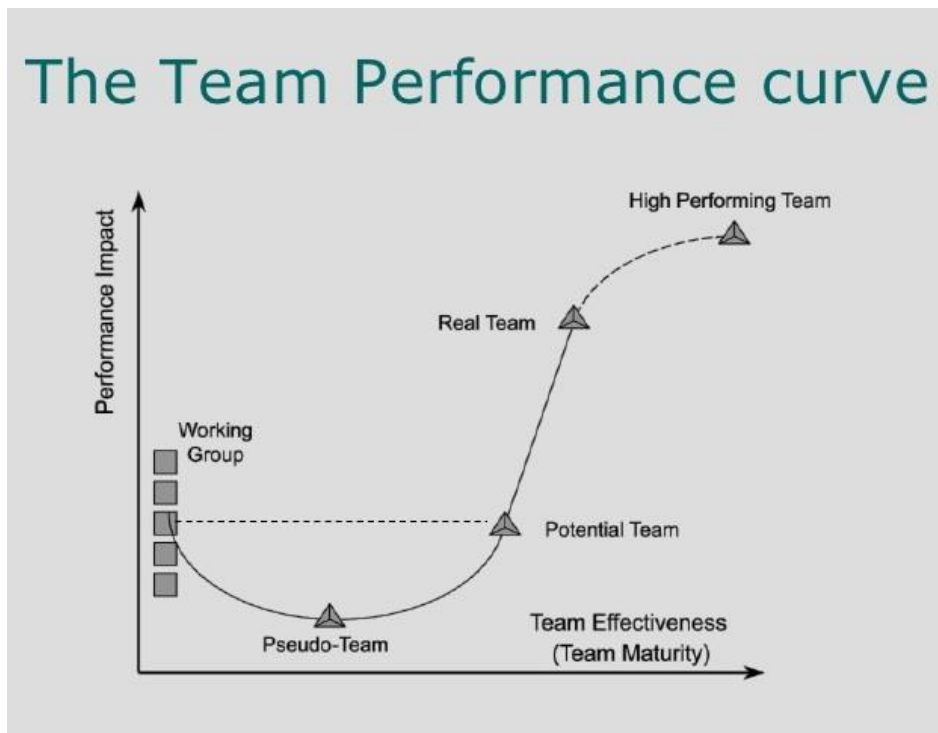 The Team Performance curve
High Performing Team
Performance Impact
Real Team
Working
Group
Potential Team
Team Effectiveness
(Team Maturity)
Pseudo-Team